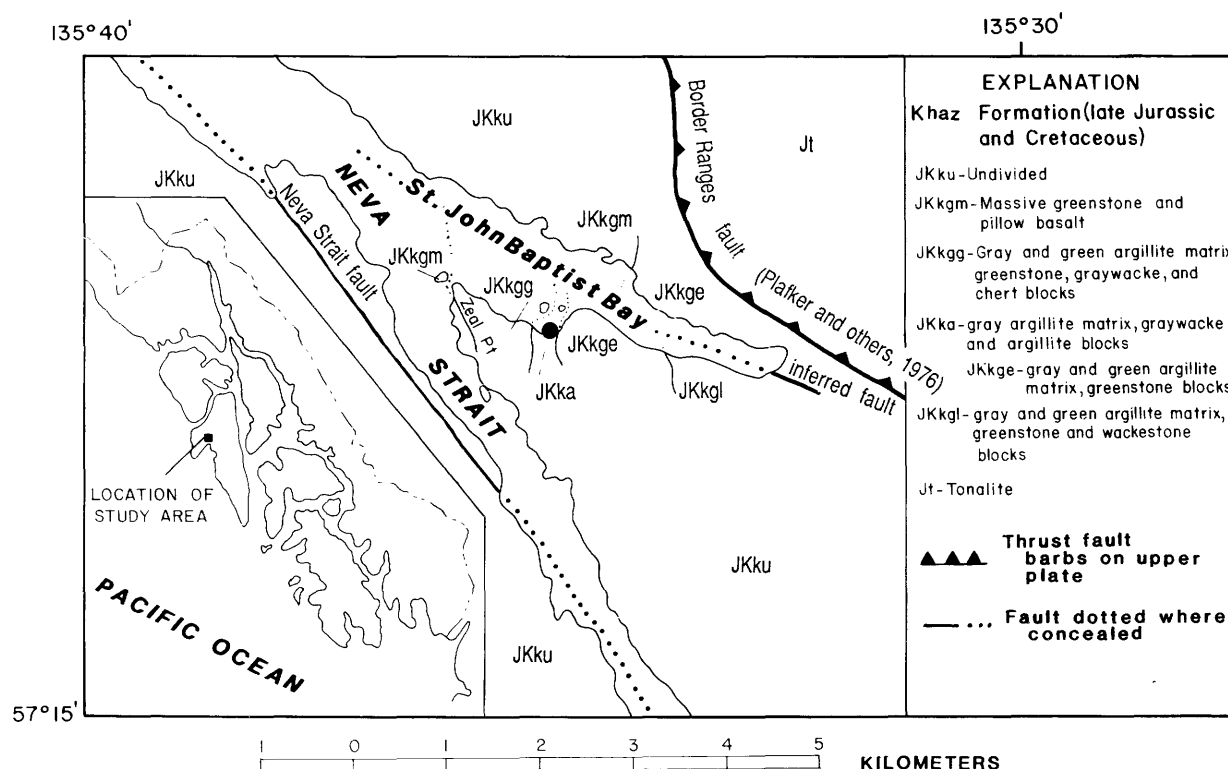 135°40'
135°30'
JKku
Jt
JKku
Border Ranges
fault
(Plafker and others, 1976)
NEVA
St. John Baptist Bay
Neva Strait fault
JKkgm
JKkgm
JKkgg
JKkge
Zeal Pt
JKkge
JKka
JKkgl
inferred fault
STRAIT
LOCATION OF
STUDY AREA
PACIFIC OCEAN
JKku
JKku
57°15'
EXPLANATION
Khaz Formation (late Jurassic
and Cretaceous)
JKku-Undivided
JKkgm-Massive greenstone and
pillow basalt
JKkgg-Gray and green argillite matrix
greenstone, graywacke, and
chert blocks
JKka-gray argillite matrix, graywacke
and argillite blocks
JKkge-gray and green argillite
matrix, greenstone blocks
JKkgl-gray and green argillite matrix,
greenstone and wackestone
blocks
Jt-Tonalite
Thrust fault
barbs on upper
plate
Fault dotted where
concealed
1 0 1 2 3 4 5
KILOMETERS